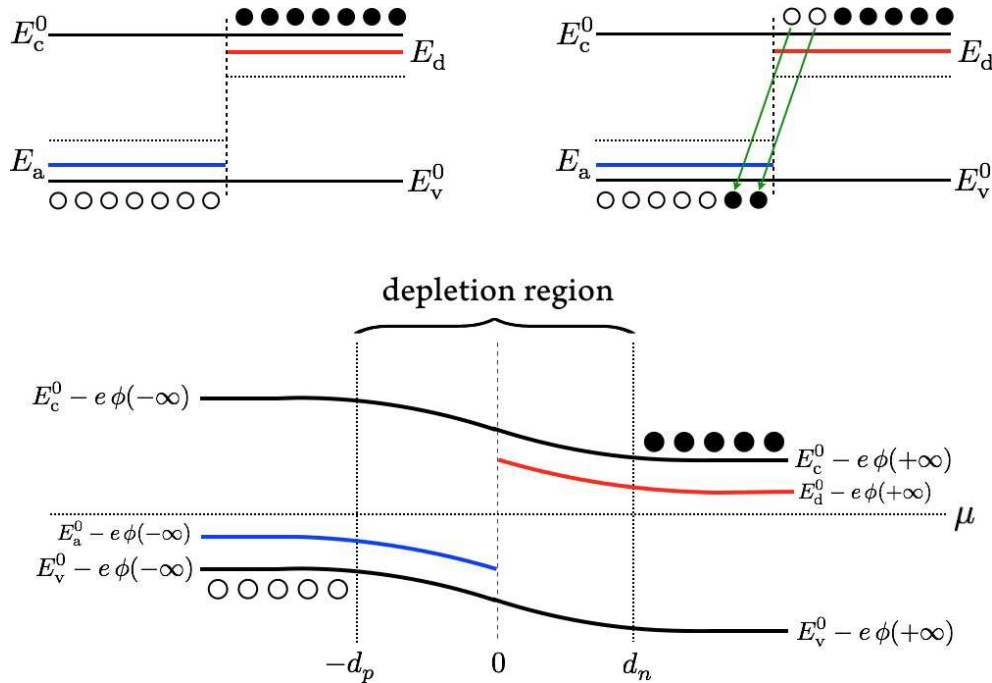 E_c^0
E_d
E_a
E_v^0
E_c^0
E_d
E_a
E_v^0
depletion region
E_c^0 − e ϕ(−∞)
E_c^0 − e ϕ(+∞)
E_d^0 − e ϕ(+∞)
μ
E_a^0 − e ϕ(−∞)
E_v^0 − e ϕ(−∞)
E_v^0 − e ϕ(+∞)
−d_p
0
d_n